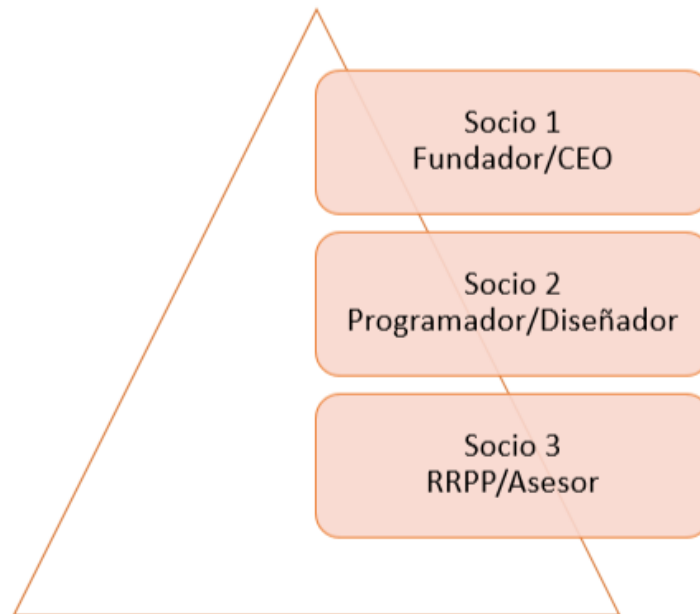 Socio 1
Fundador/CEO
Socio 2
Programador/Diseñador
Socio 3
RRPP/Asesor